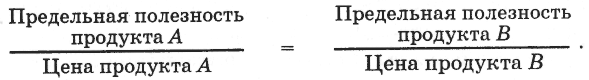 Предельная полезность
продукта A
Цена продукта A
=
Предельная полезность
продукта B
Цена продукта B
.